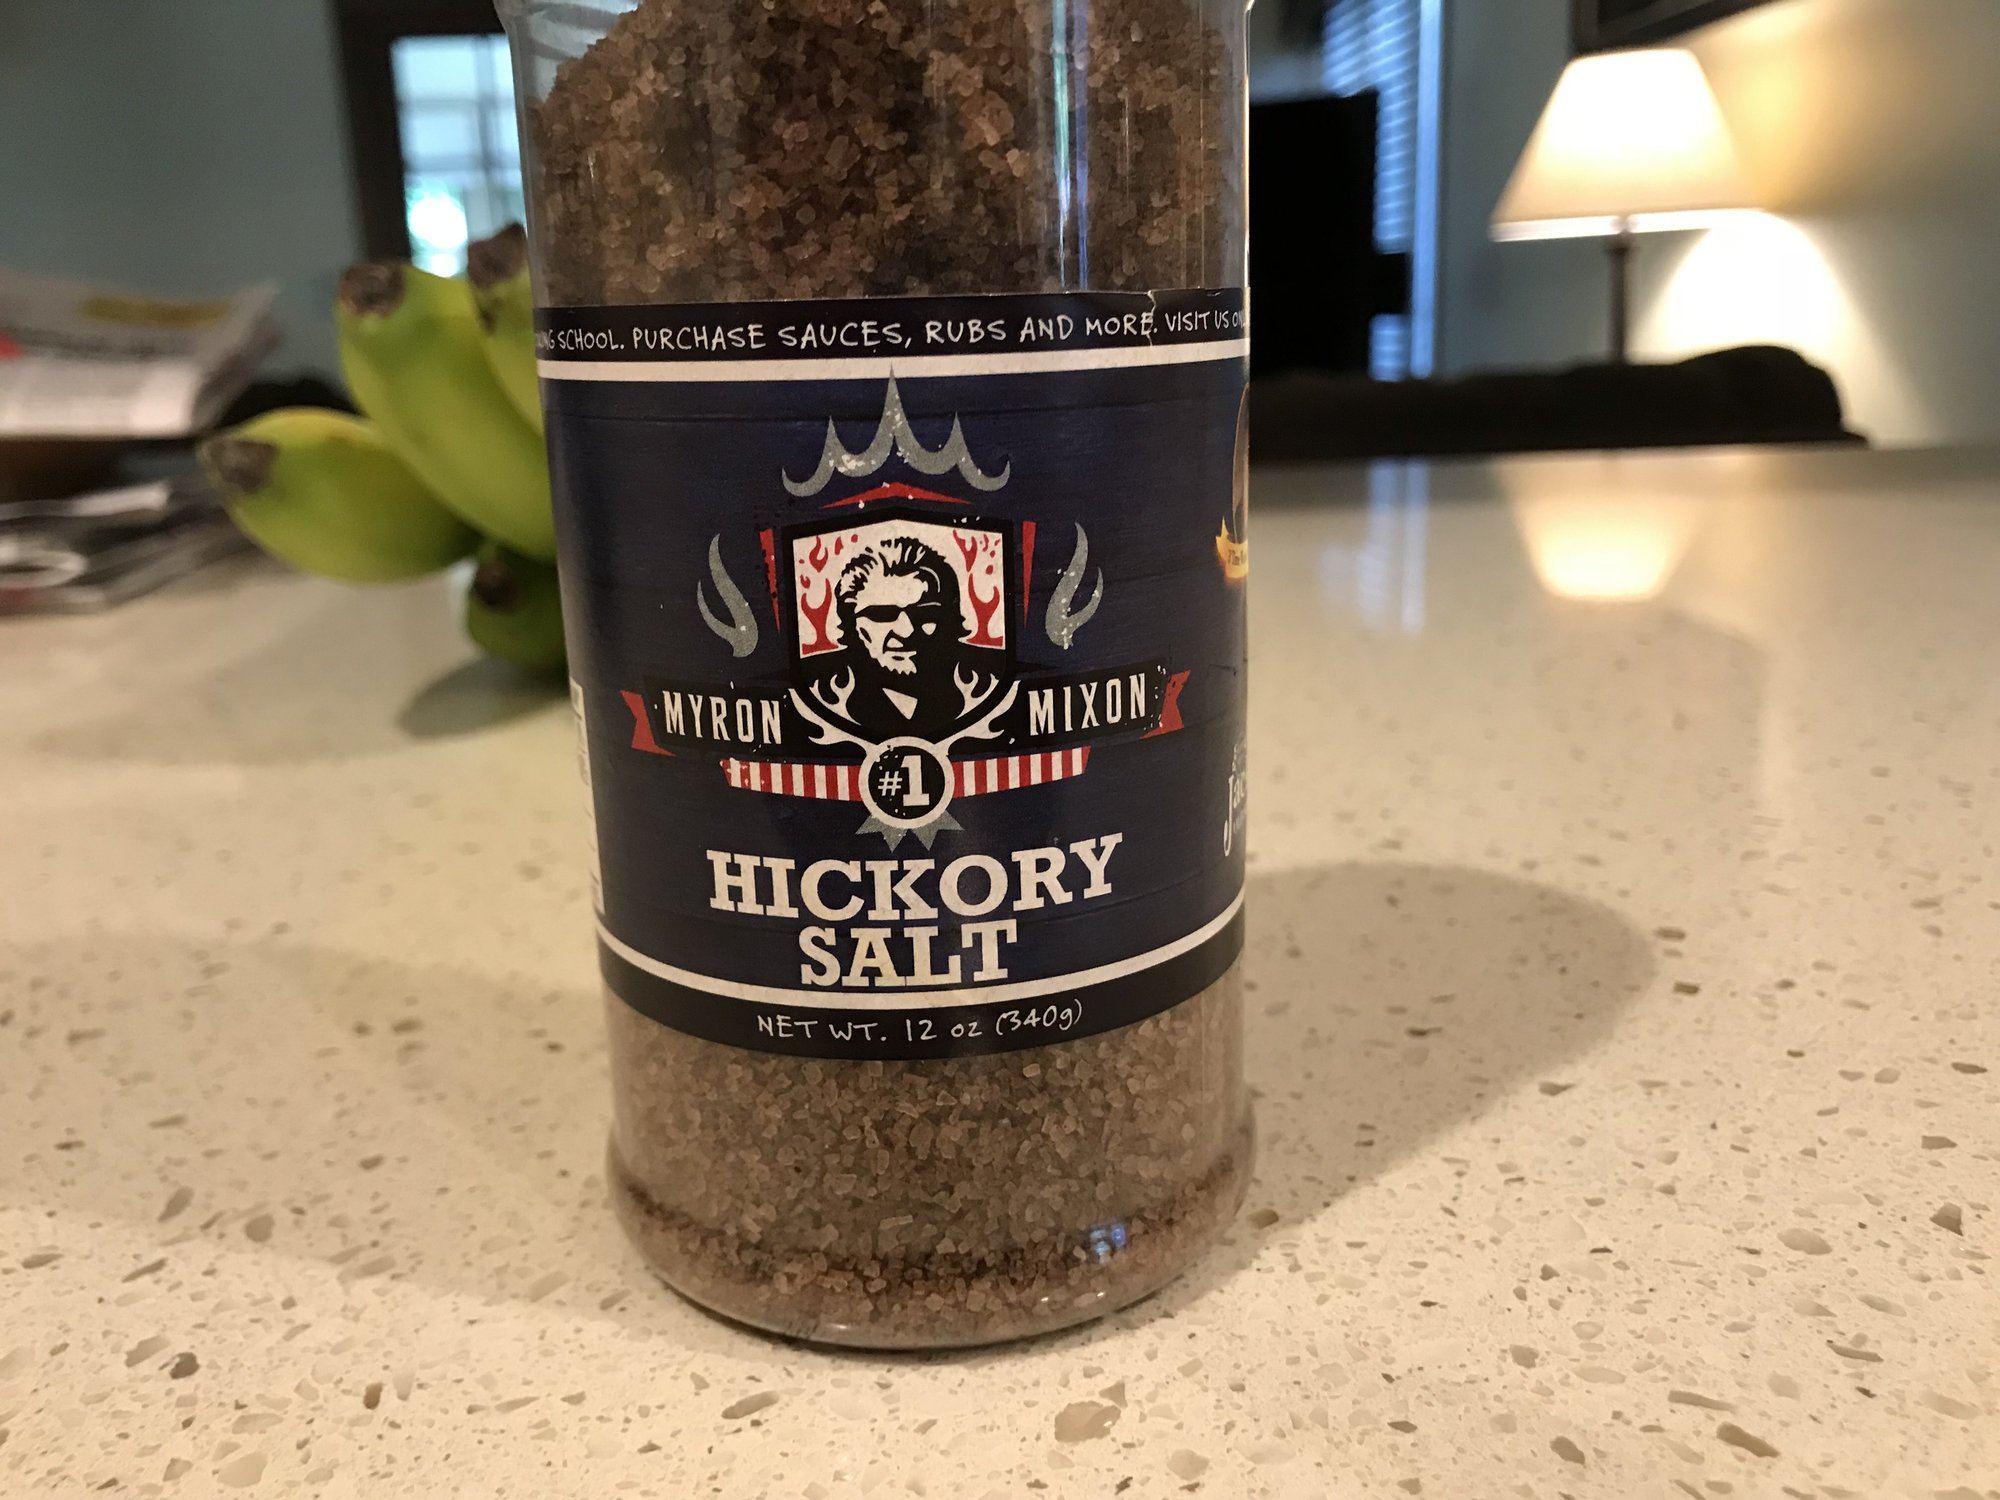 SCHOOL. PURCHASE SAUCES, RUBS AND MORE. VISIT US
MYRON MIXON
#1
HICKORY
SALT
NET WT. 12 oz (340g)